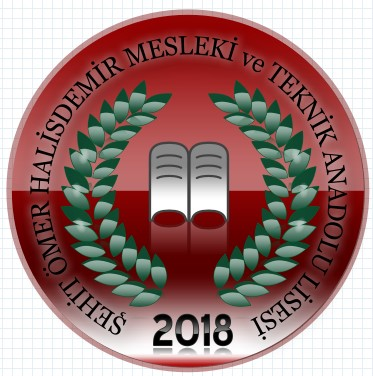 ŞEHİT ÖMER HALİSDEMİR MESLEKİ ve TEKNİK ANADOLU LİSESİ
2018